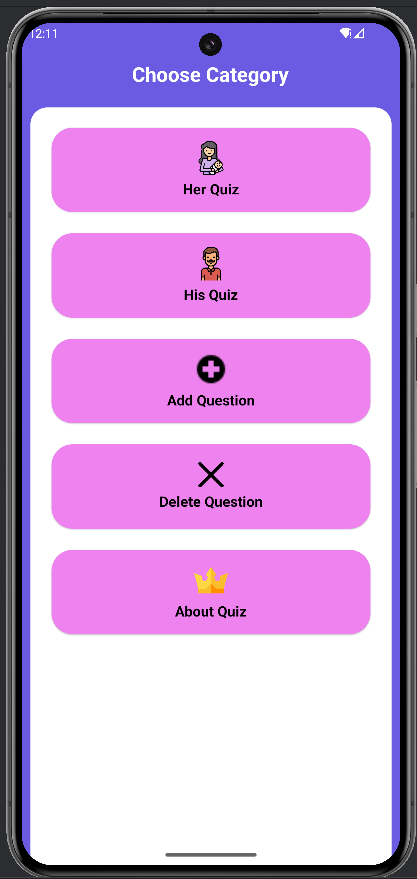 12:11
Choose Category
Her Quiz
His Quiz
Add Question
Delete Question
About Quiz